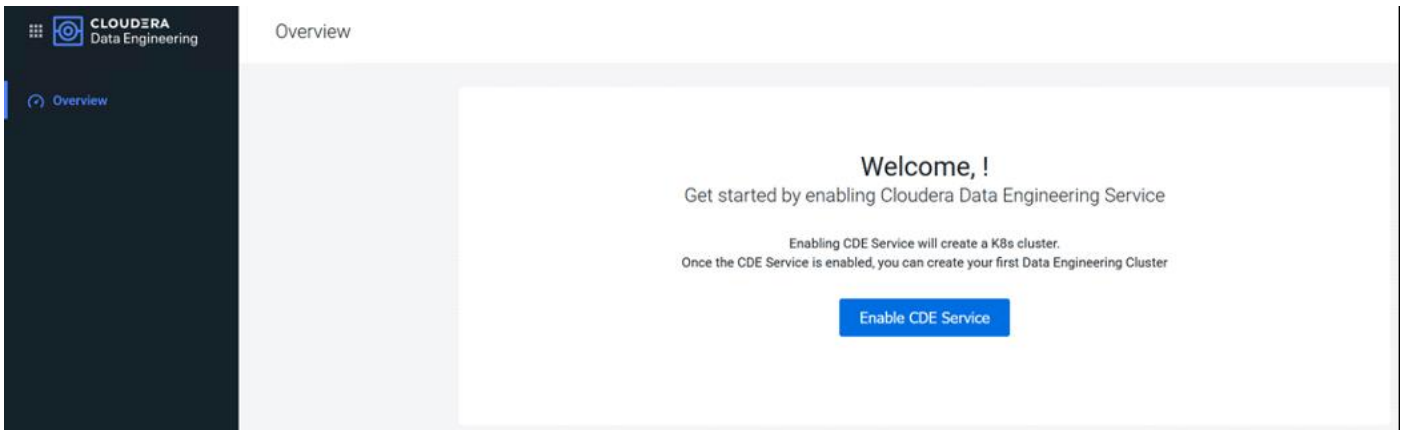 CLOUDERA
Data Engineering
Overview
Overview
Welcome, !
Get started by enabling Cloudera Data Engineering Service
Enabling CDE Service will create a K8s cluster.
Once the CDE Service is enabled, you can create your first Data Engineering Cluster
Enable CDE Service